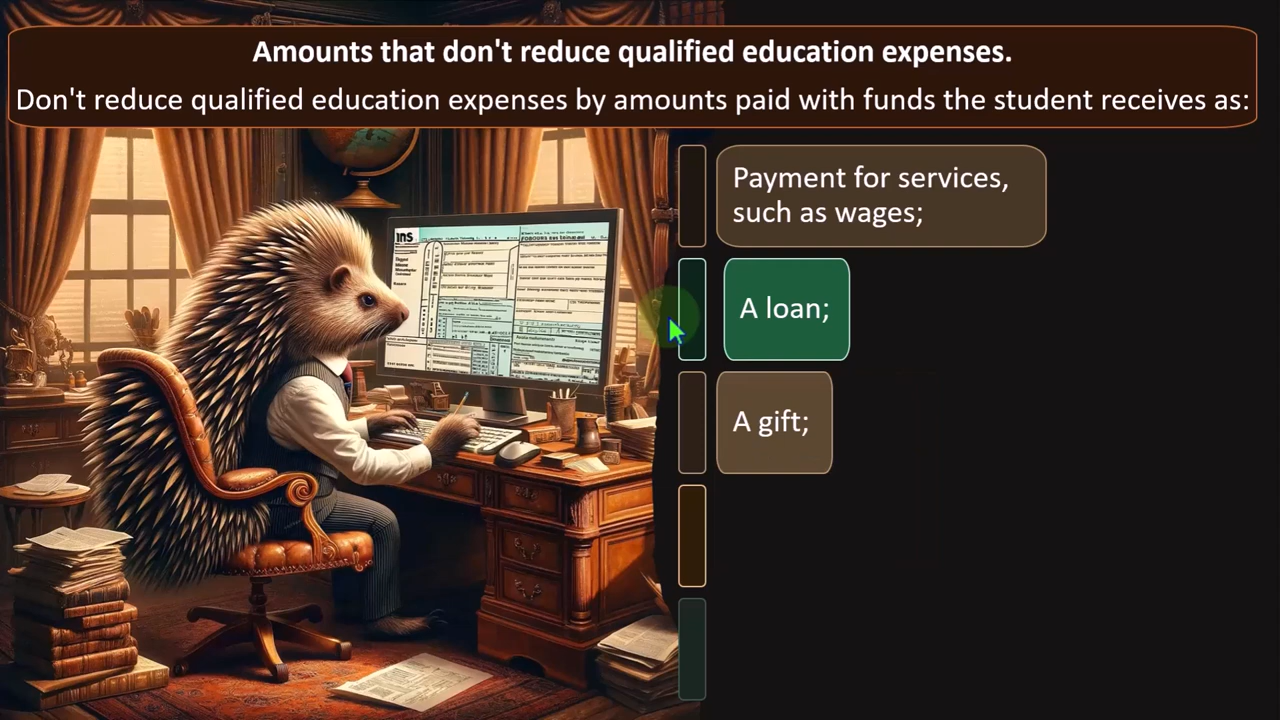 Amounts that don't reduce qualified education expenses.
Don't reduce qualified education expenses by amounts paid with funds the student receives as:
Payment for services,
such as wages;
A loan;
A gift;